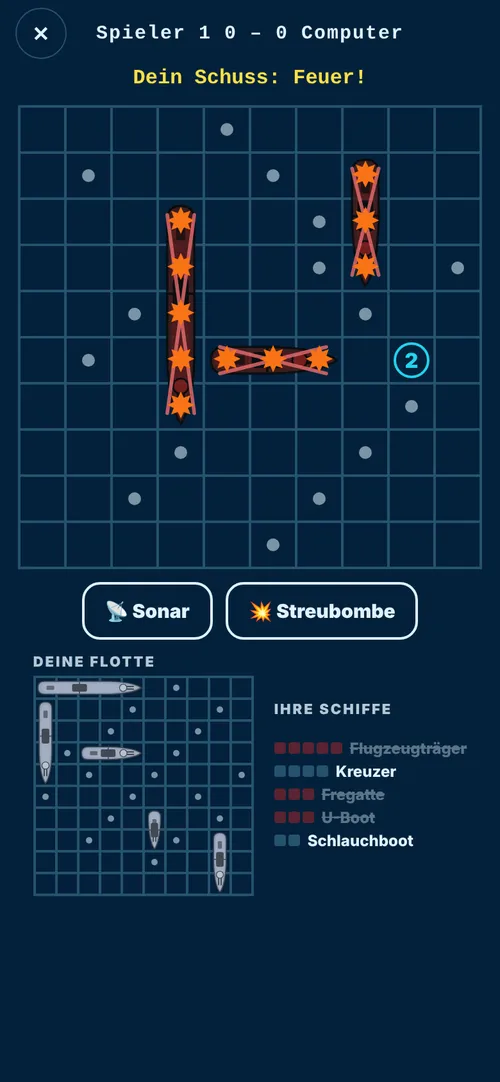 ×
Spieler 1 0 – 0 Computer
Dein Schuss: Feuer!
2
Sonar
Streubombe
DEINE FLOTTE
IHRE SCHIFFE
Flugzeugträger
Kreuzer
Fregatte
U-Boot
Schlauchboot